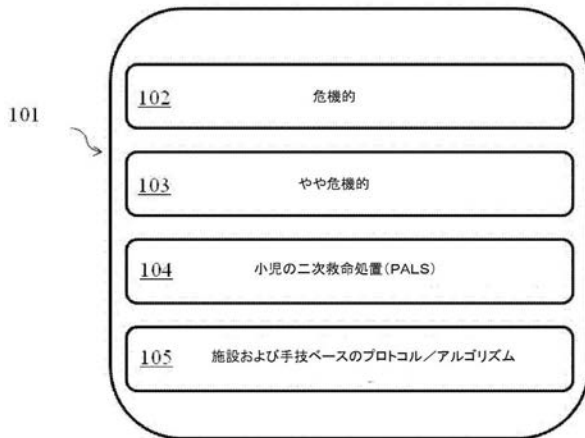 102 危機的
101
103 やや危機的
104 小児の二次救命処置(PALS)
105 施設および手技ベースのプロトコル/アルゴリズム